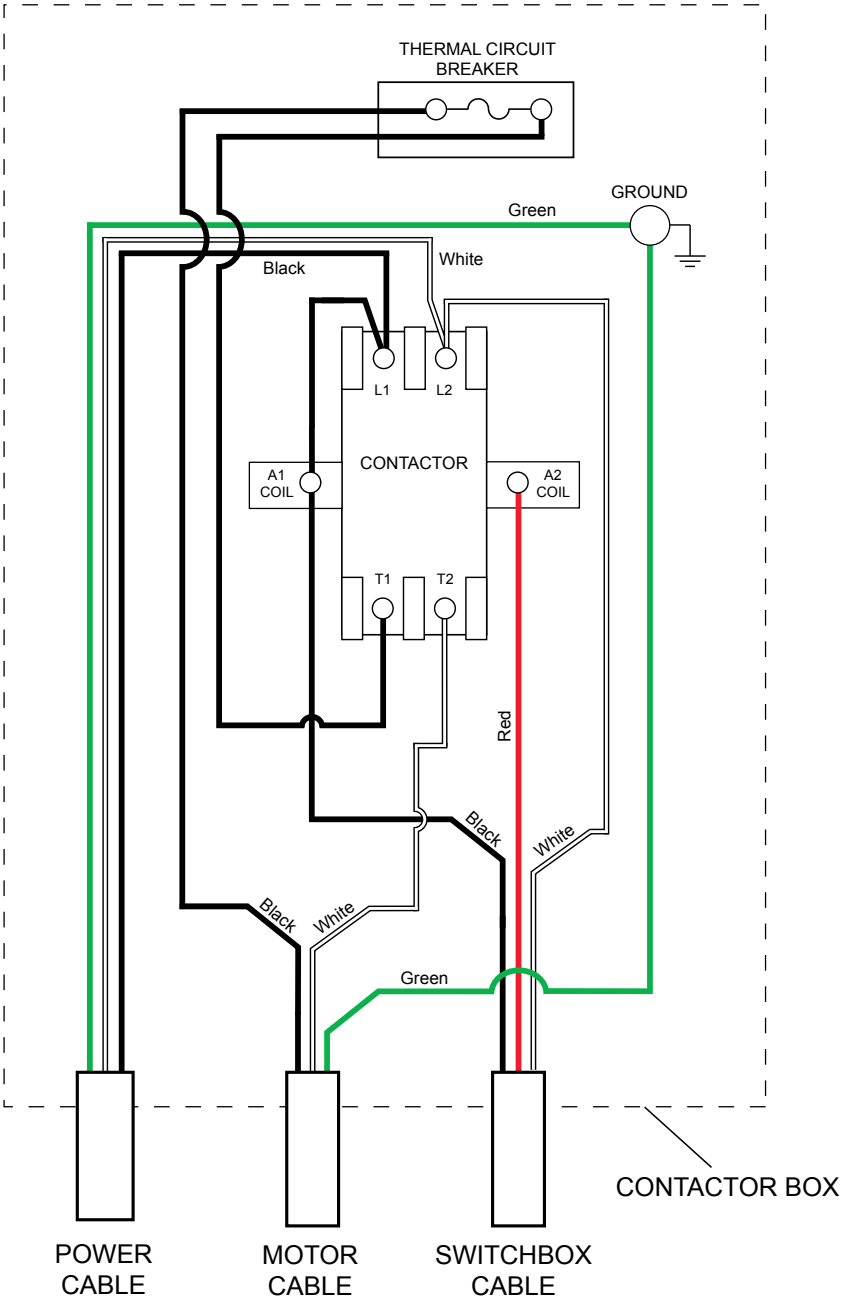 THERMAL CIRCUIT
BREAKER
GROUND
Green
White
Black
L1
L2
CONTACTOR
A1
COIL
A2
COIL
T1
T2
Red
Black
White
Black
White
Green
CONTACTOR BOX
POWER
CABLE
MOTOR
CABLE
SWITCHBOX
CABLE